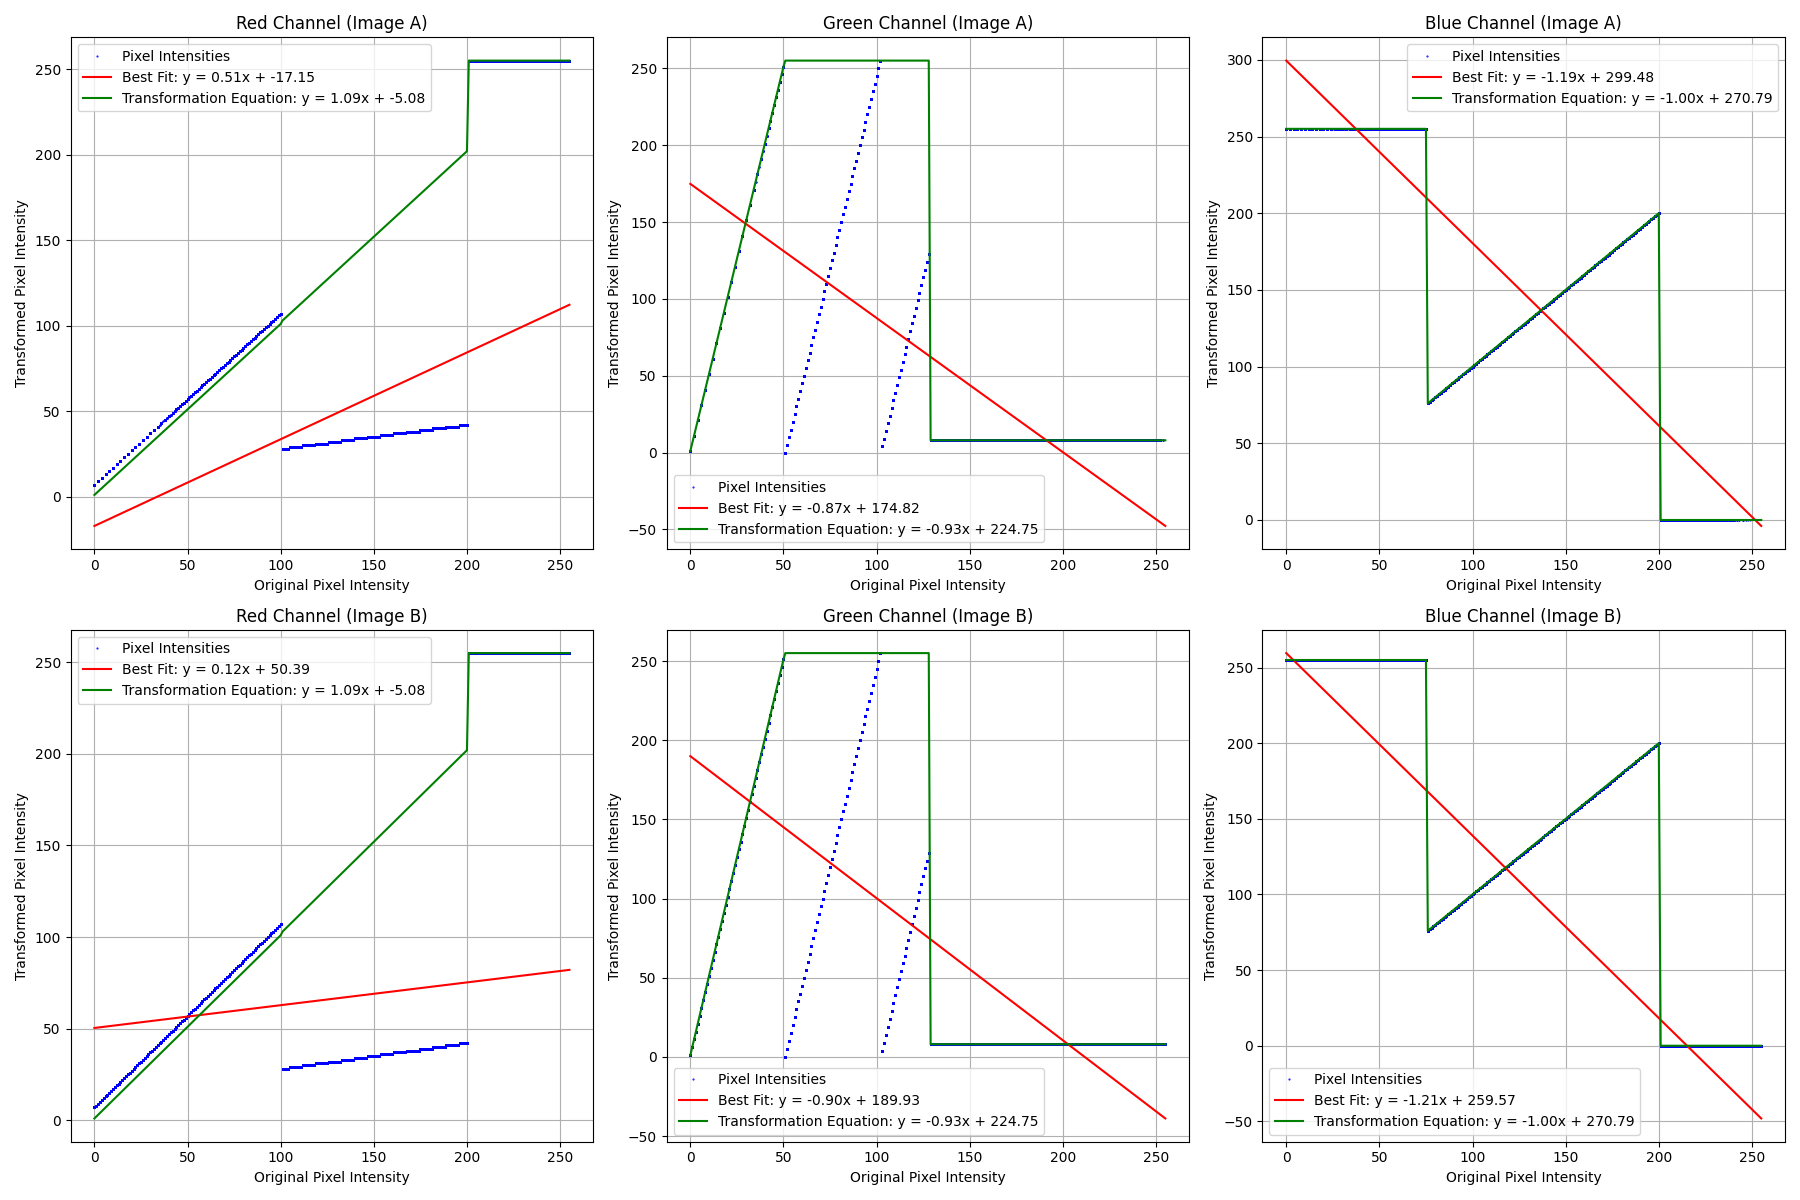 Red Channel (Image A)
Transformed Pixel Intensity
250
200
150
100
50
0
Pixel Intensities
Best Fit: y = 0.51x + -17.15
Transformation Equation: y = 1.09x + -5.08
0 50 100 150 200 250
Original Pixel Intensity
Green Channel (Image A)
Transformed Pixel Intensity
250
200
150
100
50
0
−50
Pixel Intensities
Best Fit: y = -0.87x + 174.82
Transformation Equation: y = -0.93x + 224.75
0 50 100 150 200 250
Original Pixel Intensity
Blue Channel (Image A)
Transformed Pixel Intensity
300
250
200
150
100
50
0
Pixel Intensities
Best Fit: y = -1.19x + 299.48
Transformation Equation: y = -1.00x + 270.79
0 50 100 150 200 250
Original Pixel Intensity
Red Channel (Image B)
Transformed Pixel Intensity
250
200
150
100
50
0
Pixel Intensities
Best Fit: y = 0.12x + 50.39
Transformation Equation: y = 1.09x + -5.08
0 50 100 150 200 250
Original Pixel Intensity
Green Channel (Image B)
Transformed Pixel Intensity
250
200
150
100
50
0
−50
Pixel Intensities
Best Fit: y = -0.90x + 189.93
Transformation Equation: y = -0.93x + 224.75
0 50 100 150 200 250
Original Pixel Intensity
Blue Channel (Image B)
Transformed Pixel Intensity
250
200
150
100
50
0
−50
Pixel Intensities
Best Fit: y = -1.21x + 259.57
Transformation Equation: y = -1.00x + 270.79
0 50 100 150 200 250
Original Pixel Intensity